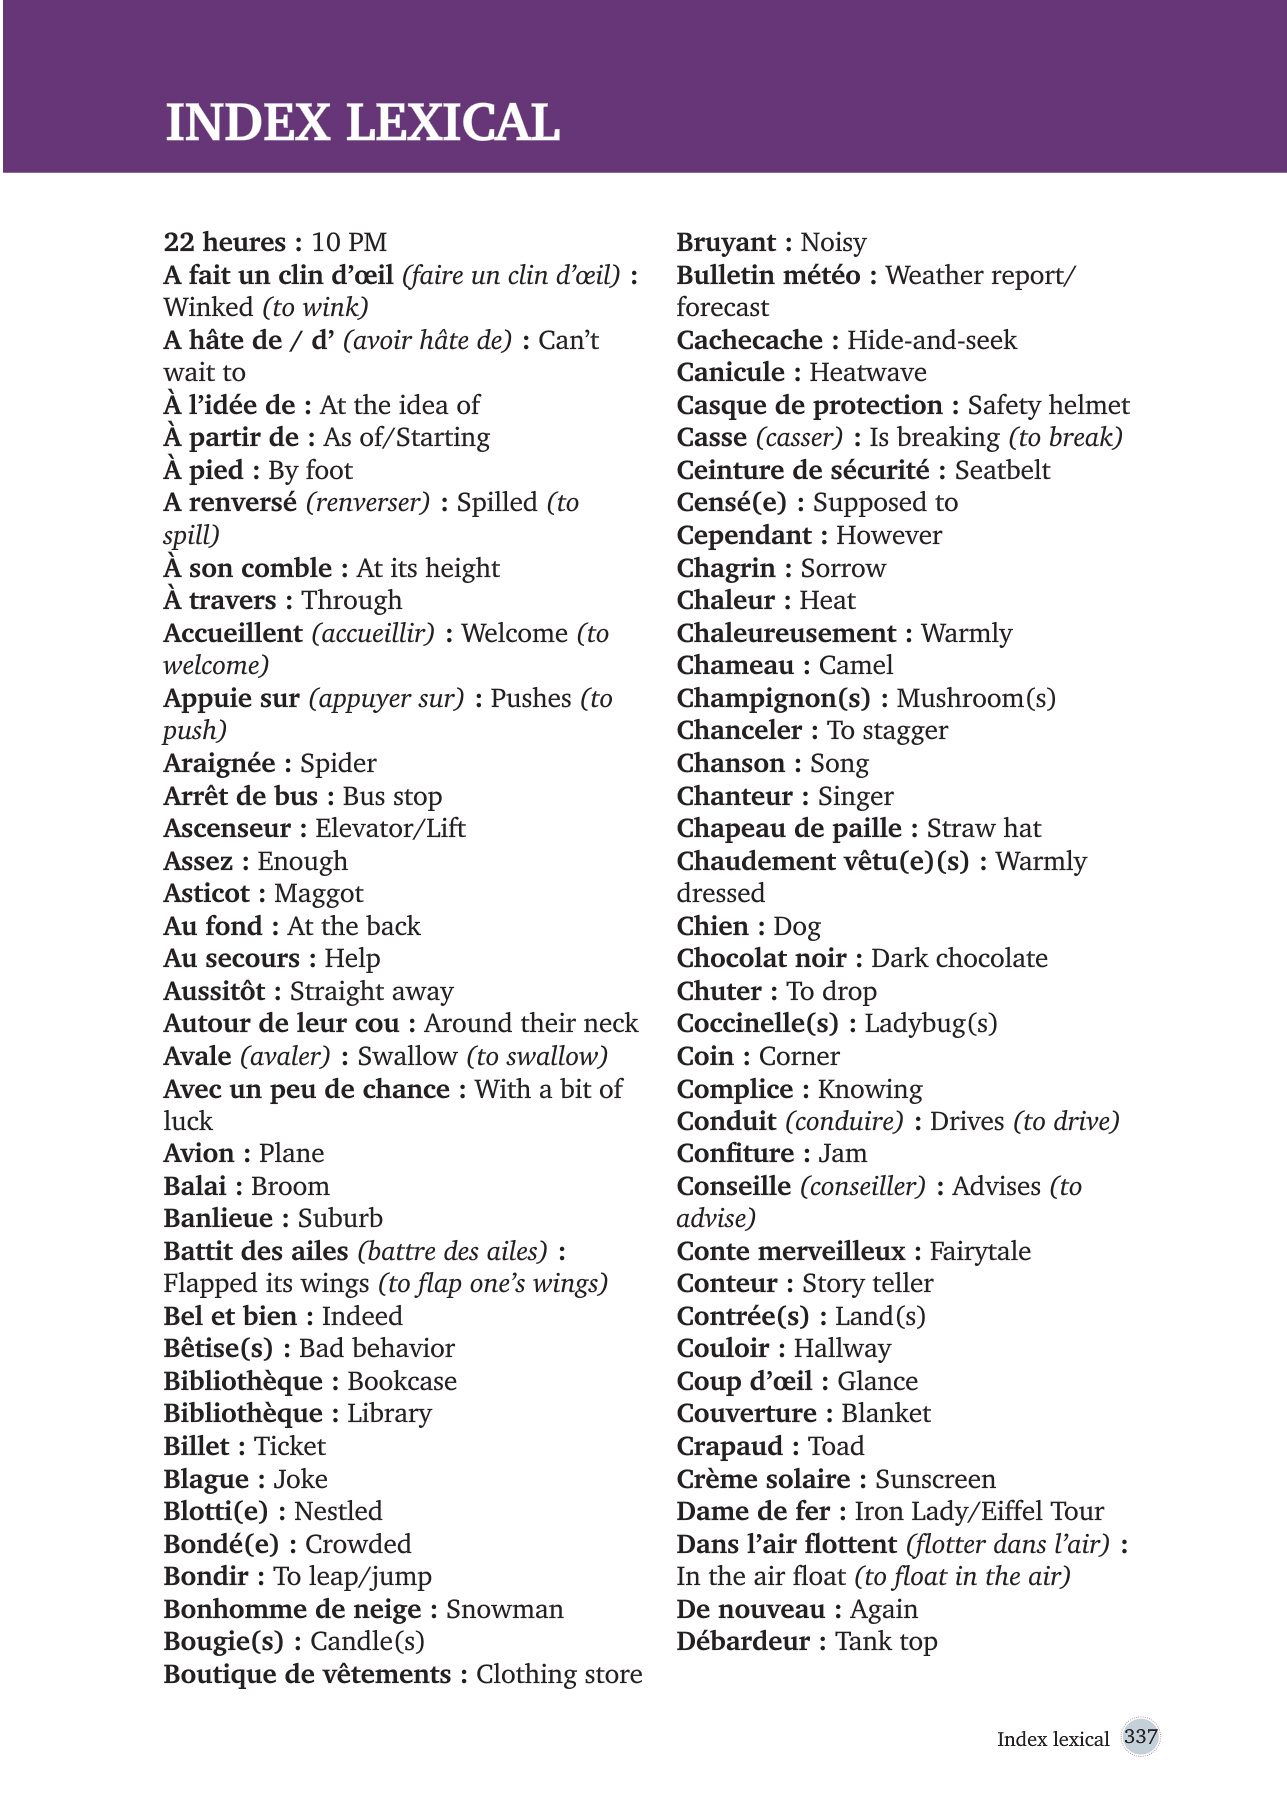 INDEX LEXICAL
22 heures : 10 PM
A fait un clin d’œil (faire un clin d’œil) :
Winked (to wink)
A hâte de / d’ (avoir hâte de) : Can’t
wait to
À l’idée de : At the idea of
À partir de : As of/Starting
À pied : By foot
A renversé (renverser) : Spilled (to
spill)
À son comble : At its height
À travers : Through
Accueillent (accueillir) : Welcome (to
welcome)
Appuie sur (appuyer sur) : Pushes (to
push)
Araignée : Spider
Arrêt de bus : Bus stop
Ascenseur : Elevator/Lift
Assez : Enough
Asticot : Maggot
Au fond : At the back
Au secours : Help
Aussitôt : Straight away
Autour de leur cou : Around their neck
Avale (avaler) : Swallow (to swallow)
Avec un peu de chance : With a bit of
luck
Avion : Plane
Balai : Broom
Banlieue : Suburb
Battit des ailes (battre des ailes) :
Flapped its wings (to flap one’s wings)
Bel et bien : Indeed
Bêtise(s) : Bad behavior
Bibliothèque : Bookcase
Bibliothèque : Library
Billet : Ticket
Blague : Joke
Blotti(e) : Nestled
Bondé(e) : Crowded
Bondir : To leap/jump
Bonhomme de neige : Snowman
Bougie(s) : Candle(s)
Boutique de vêtements : Clothing store
Bruyant : Noisy
Bulletin météo : Weather report/
forecast
Cachecache : Hide-and-seek
Canicule : Heatwave
Casque de protection : Safety helmet
Casse (casser) : Is breaking (to break)
Ceinture de sécurité : Seatbelt
Censé(e) : Supposed to
Cependant : However
Chagrin : Sorrow
Chaleur : Heat
Chaleureusement : Warmly
Chameau : Camel
Champignon(s) : Mushroom(s)
Chanceler : To stagger
Chanson : Song
Chanteur : Singer
Chapeau de paille : Straw hat
Chaudement vêtu(e)(s) : Warmly
dressed
Chien : Dog
Chocolat noir : Dark chocolate
Chuter : To drop
Coccinelle(s) : Ladybug(s)
Coin : Corner
Complice : Knowing
Conduit (conduire) : Drives (to drive)
Confiture : Jam
Conseille (conseiller) : Advises (to
advise)
Conte merveilleux : Fairytale
Conteur : Story teller
Contrée(s) : Land(s)
Couloir : Hallway
Coup d’œil : Glance
Couverture : Blanket
Crapaud : Toad
Crème solaire : Sunscreen
Dame de fer : Iron Lady/Eiffel Tour
Dans l’air flottent (flotter dans l’air) :
In the air float (to float in the air)
De nouveau : Again
Débardeur : Tank top
Index lexical 337